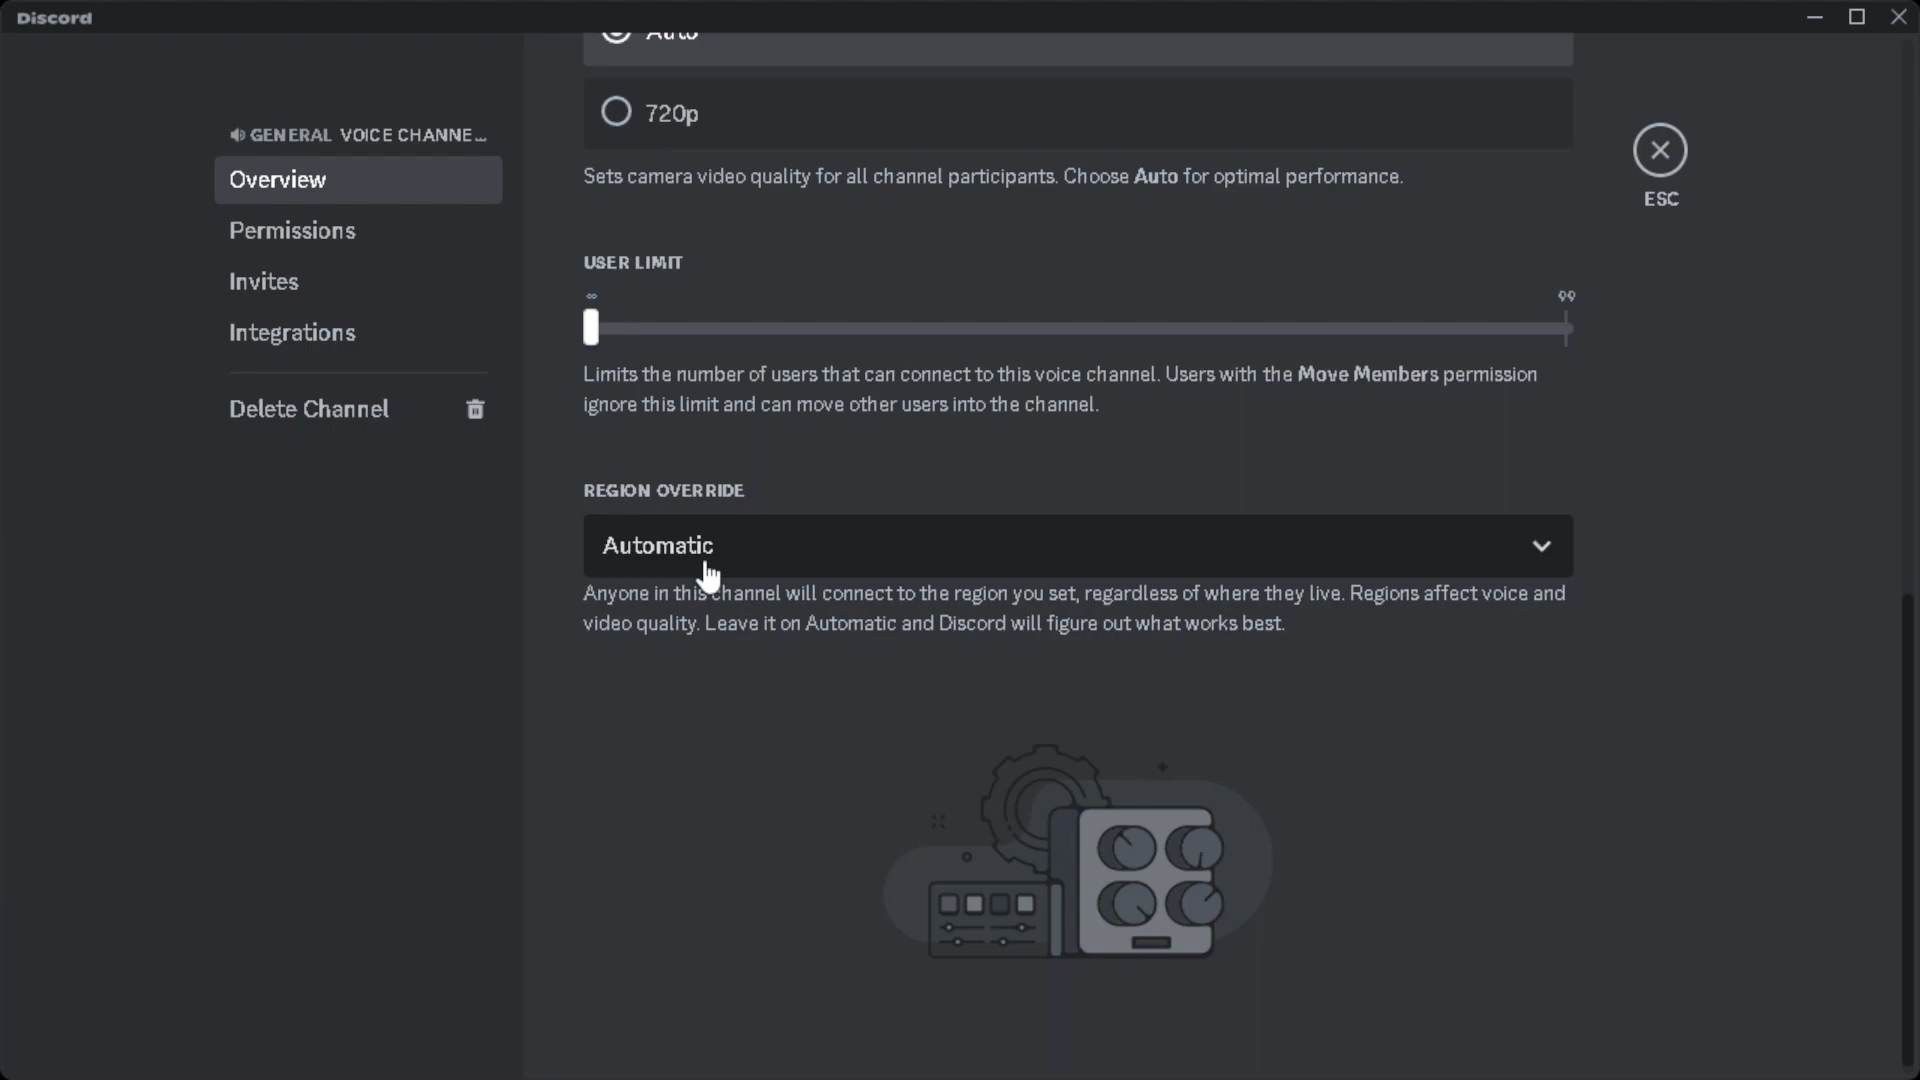 Discord
Auto
720p
Sets camera video quality for all channel participants. Choose Auto for optimal performance.
GENERAL VOICE CHANNE...
Overview
Permissions
Invites
Integrations
Delete Channel
ESC
USER LIMIT
∞
99
Limits the number of users that can connect to this voice channel. Users with the Move Members permission
ignore this limit and can move other users into the channel.
REGION OVERRIDE
Automatic
Anyone in this channel will connect to the region you set, regardless of where they live. Regions affect voice and
video quality. Leave it on Automatic and Discord will figure out what works best.